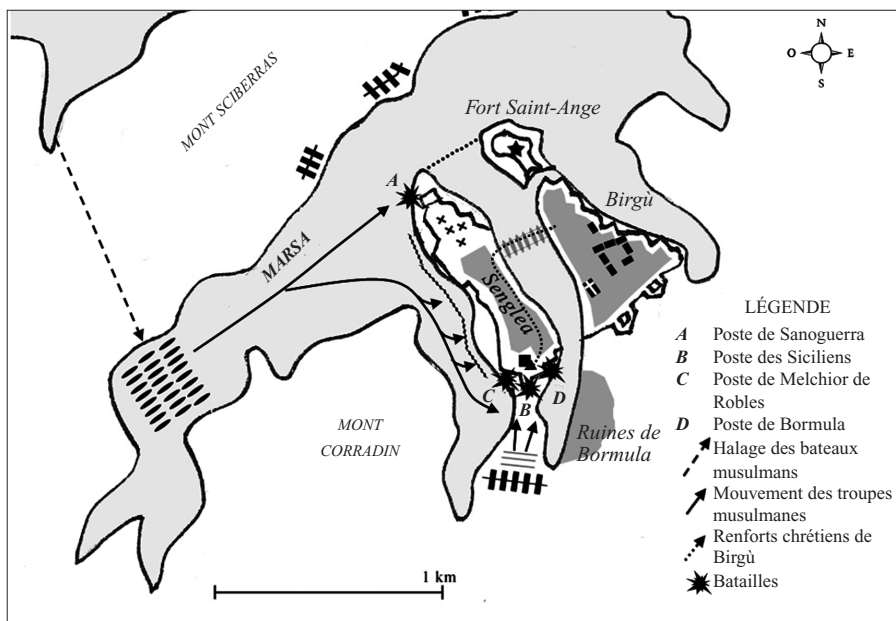 N
O E
S
MONT SCIBERRAS
Fort Saint-Ange
A
Birgù
MARSA
Senglea
LÉGENDE
A Poste de Sanoguerra
B Poste des Siciliens
C Poste de Melchior de
Robles
D Poste de Bormula
Halage des bateaux
musulmans
Mouvement des troupes
musulmanes
Renforts chrétiens de
Birgù
Batailles
C
B
D
MONT
CORRADIN
Ruines de
Bormula
1 km